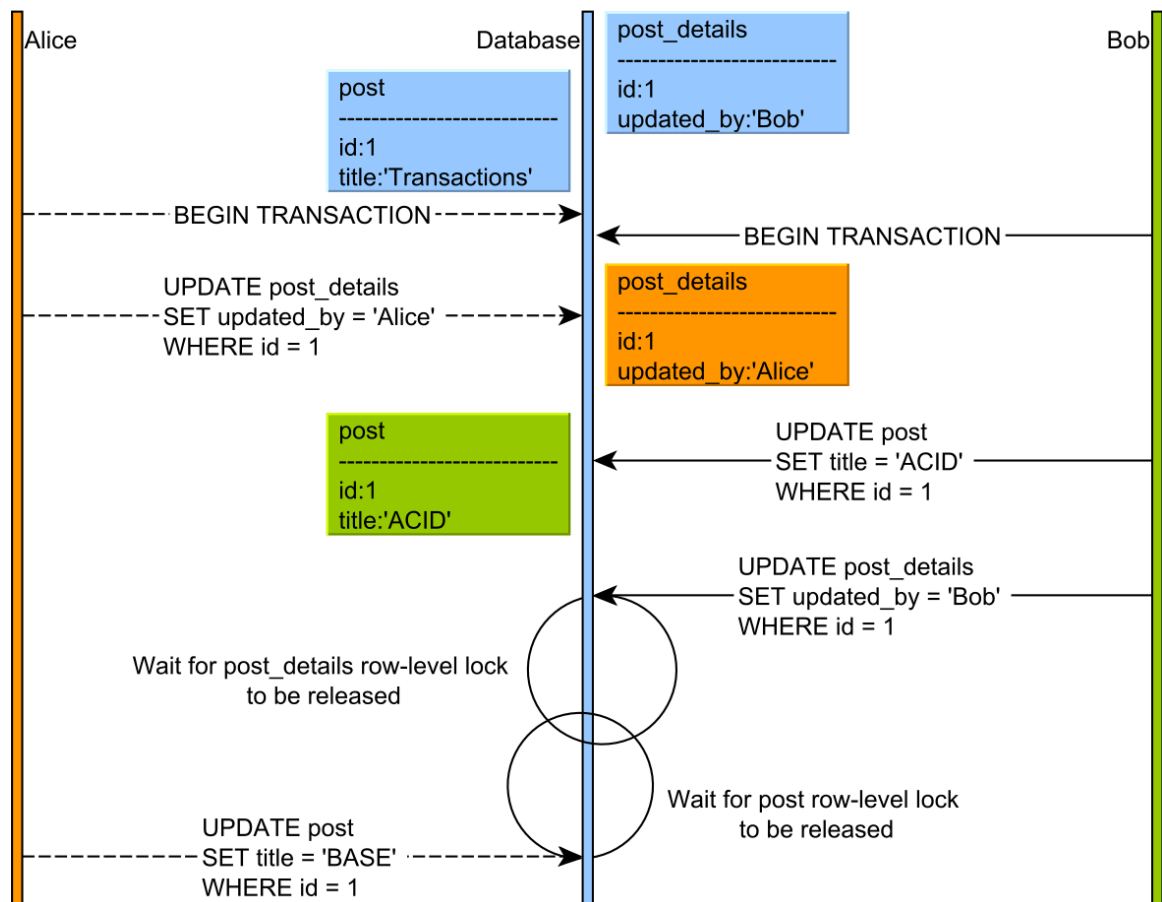 Alice
Database
Bob
post_details
---------------------------
id:1
updated_by:'Bob'
post
---------------------------
id:1
title:'Transactions'
BEGIN TRANSACTION
BEGIN TRANSACTION
UPDATE post_details
SET updated_by = 'Alice'
WHERE id = 1
post_details
---------------------------
id:1
updated_by:'Alice'
post
---------------------------
id:1
title:'ACID'
UPDATE post
SET title = 'ACID'
WHERE id = 1
UPDATE post_details
SET updated_by = 'Bob'
WHERE id = 1
Wait for post_details row-level lock
to be released
Wait for post row-level lock
to be released
UPDATE post
SET title = 'BASE'
WHERE id = 1